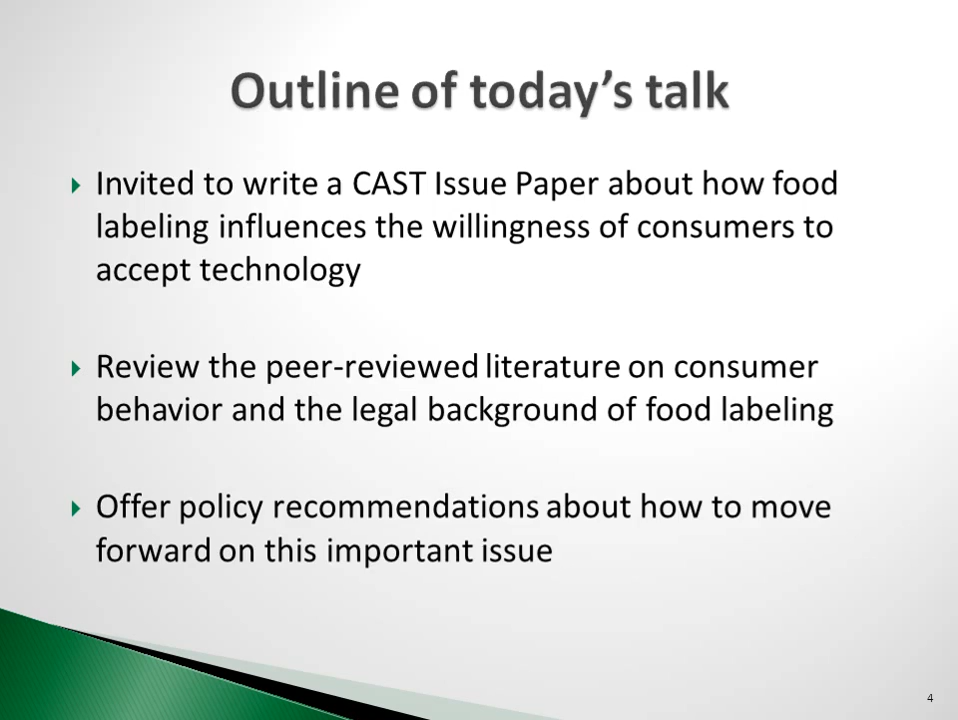 Outline of today’s talk
Invited to write a CAST Issue Paper about how food
labeling influences the willingness of consumers to
accept technology
Review the peer-reviewed literature on consumer
behavior and the legal background of food labeling
Offer policy recommendations about how to move
forward on this important issue
4